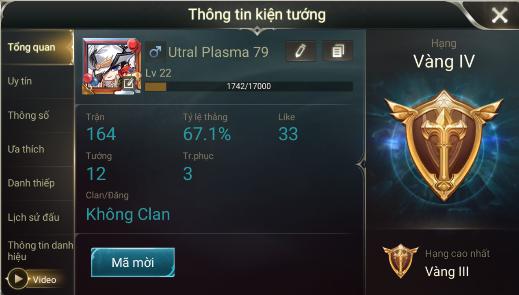 Thông tin kiện tướng
Tổng quan
Uy tín
Thông số
Ưa thích
Danh thiếp
Lịch sử đấu
Thông tin danh
hiệu
Video
Utral Plasma 79
Lv 22
1742/17000
Trận
Tỷ lệ thắng
Like
164
67.1%
33
Tướng
Tr.phục
12
3
Clan/Đăng
Không Clan
Mã mời
Hạng
Vàng IV
Hạng cao nhất
Vàng III